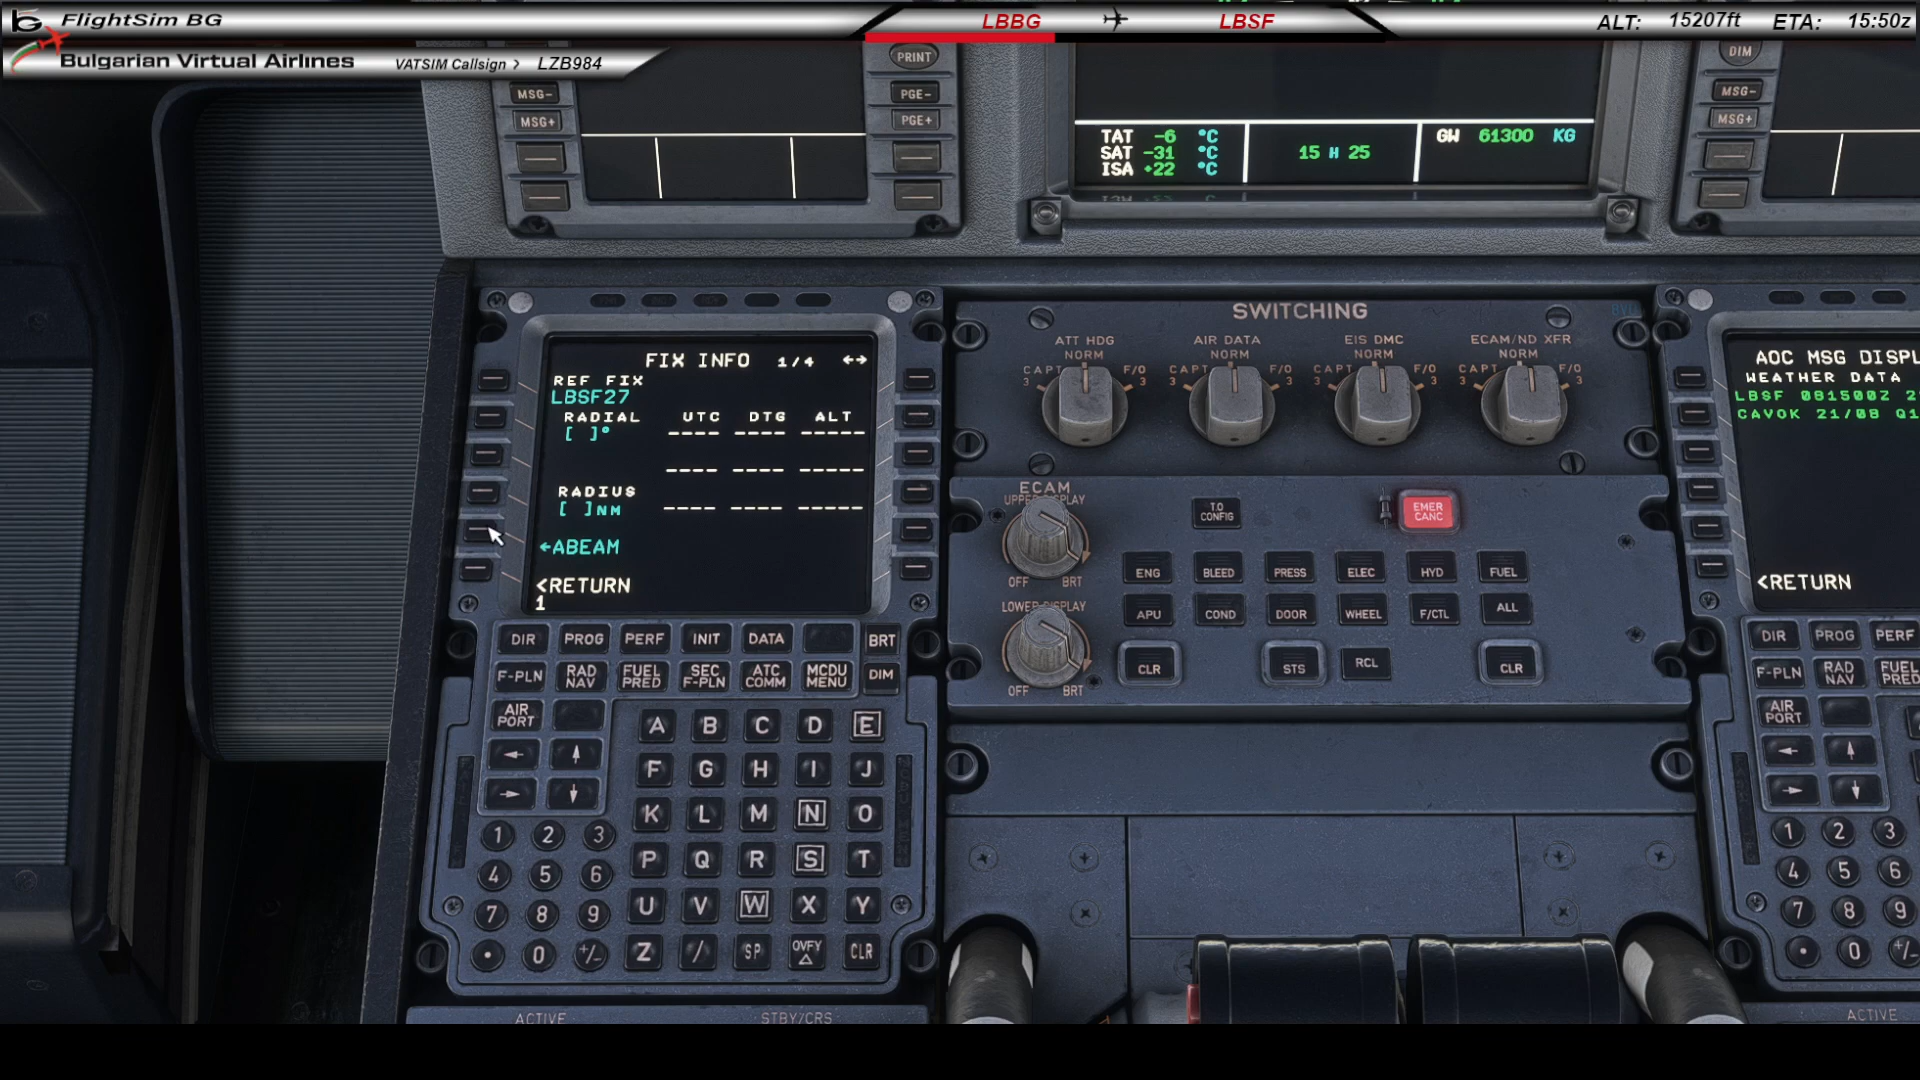 FlightSim BG
LBBG LBSF
ALT: 15207ft ETA: 15:50z
Bulgarian Virtual Airlines
VATSIM Callsign > LZB984
MSG-
MSG+
PRINT
PGE-
PGE+
TAT -6 °C
SAT -31 °C
ISA +22 °C
15 H 25
GW 61300 KG
DIM
MSG-
MSG+
FIX INFO 1/4 ↔
REF FIX
LBSF27
RADIAL UTC DTG ALT
[ ]° ---- ---- -----
---- ---- -----
RADIUS
[ ]NM ---- ---- -----
←ABEAM
<RETURN
1
DIR PROG PERF INIT DATA BRT
F-PLN RAD NAV FUEL PRED SEC F-PLN ATC COMM MCDU MENU DIM
AIR PORT
← ↑
→ ↓
A B C D E
F G H I J
K L M N O
P Q R S T
U V W X Y
Z / SP OVFY △ CLR
1 2 3
4 5 6
7 8 9
. 0 +/-
ACTIVE STBY/CRS
SWITCHING
ATT HDG
NORM
CAPT 3 F/O 3
AIR DATA
NORM
CAPT 3 F/O 3
EIS DMC
NORM
CAPT 3 F/O 3
ECAM/ND XFR
NORM
CAPT 3 F/O 3
ECAM
UPPER DISPLAY
OFF BRT
LOWER DISPLAY
OFF BRT
T.O CONFIG
EMER CANC
ENG BLEED PRESS ELEC HYD FUEL
APU COND DOOR WHEEL F/CTL ALL
CLR STS RCL CLR
AOC MSG DISPL
WEATHER DATA
LBSF 081500Z 2
CAVOK 21/08 Q1
<RETURN
DIR PROG PERF
F-PLN RAD NAV FUEL PRED
AIR PORT
← ↑
→ ↓
1 2 3
4 5 6
7 8 9
. 0 +/-
ACTIVE